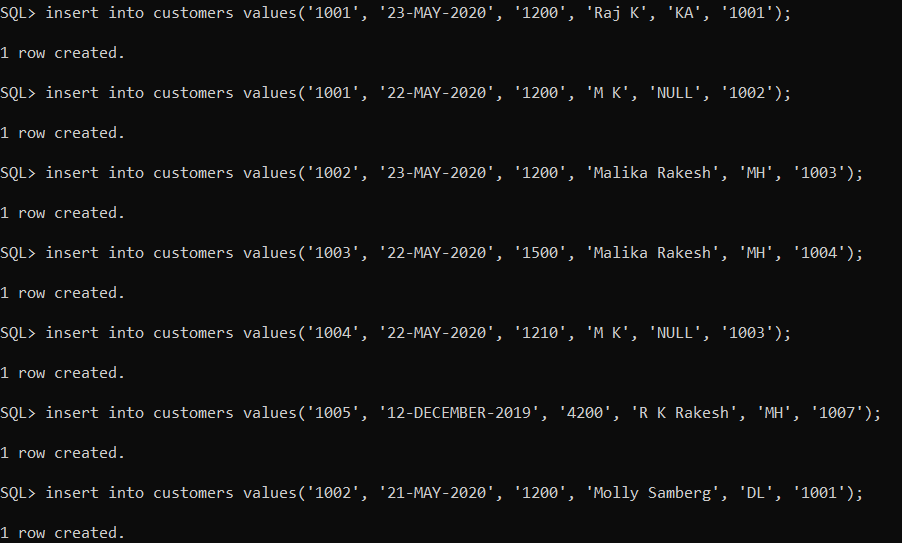 SQL> insert into customers values('1001', '23-MAY-2020', '1200', 'Raj K', 'KA', '1001');
1 row created.
SQL> insert into customers values('1001', '22-MAY-2020', '1200', 'M K', 'NULL', '1002');
1 row created.
SQL> insert into customers values('1002', '23-MAY-2020', '1200', 'Malika Rakesh', 'MH', '1003');
1 row created.
SQL> insert into customers values('1003', '22-MAY-2020', '1500', 'Malika Rakesh', 'MH', '1004');
1 row created.
SQL> insert into customers values('1004', '22-MAY-2020', '1210', 'M K', 'NULL', '1003');
1 row created.
SQL> insert into customers values('1005', '12-DECEMBER-2019', '4200', 'R K Rakesh', 'MH', '1007');
1 row created.
SQL> insert into customers values('1002', '21-MAY-2020', '1200', 'Molly Samberg', 'DL', '1001');
1 row created.